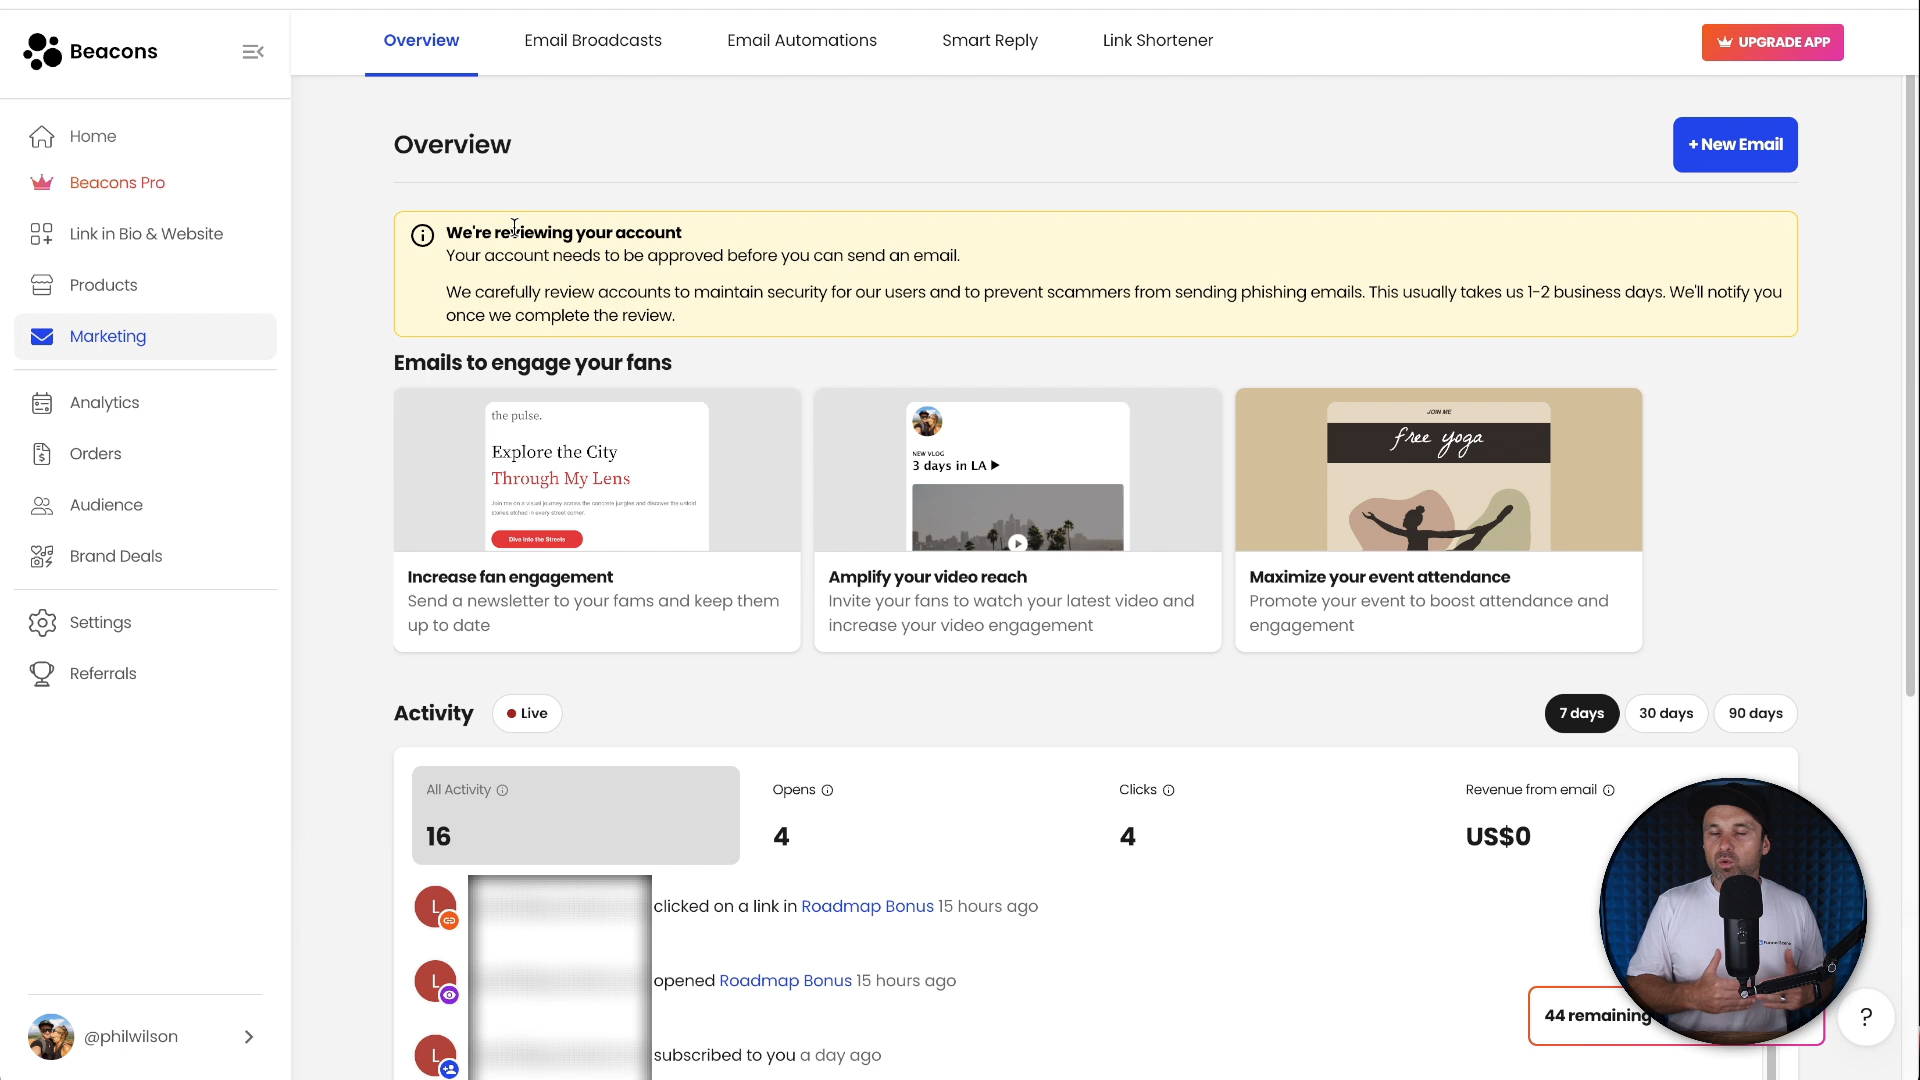 Beacons
Overview
Email Broadcasts
Email Automations
Smart Reply
Link Shortener
UPGRADE APP
Home
Beacons Pro
Link in Bio & Website
Products
Marketing
Analytics
Orders
Audience
Brand Deals
Settings
Referrals
@philwilson
Overview
+ New Email
We're reviewing your account
Your account needs to be approved before you can send an email.
We carefully review accounts to maintain security for our users and to prevent scammers from sending phishing emails. This usually takes us 1-2 business days. We'll notify you
once we complete the review.
Emails to engage your fans
the pulse.
Explore the City
Through My Lens
Join me on a visual journey across the concrete jungles and discover the untold
stories etched in every street corner.
Dive Into the Streets
Increase fan engagement
Send a newsletter to your fams and keep them
up to date
NEW VLOG
3 days in LA
Amplify your video reach
Invite your fans to watch your latest video and
increase your video engagement
JOIN ME
free yoga
Maximize your event attendance
Promote your event to boost attendance and
engagement
Activity
Live
7 days
30 days
90 days
All Activity
16
Opens
4
Clicks
4
Revenue from email
US$0
L
clicked on a link in Roadmap Bonus 15 hours ago
L
opened Roadmap Bonus 15 hours ago
L
subscribed to you a day ago
44 remaining
?